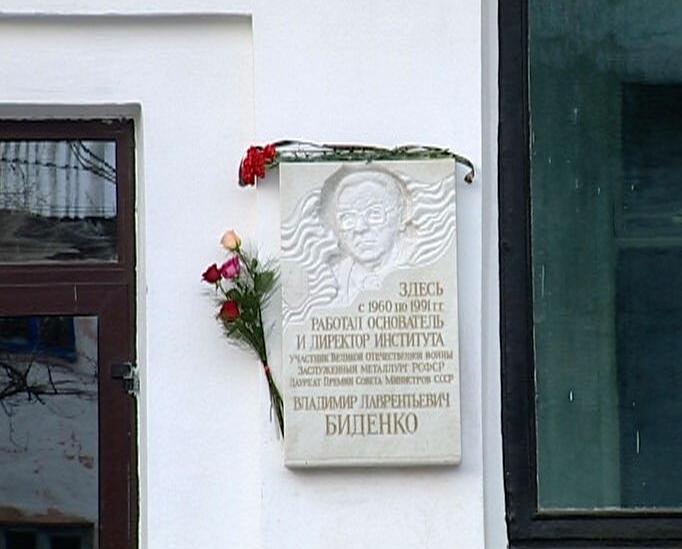 ЗДЕСЬ
с 1960 по 1991 гг.
РАБОТАЛ ОСНОВАТЕЛЬ
И ДИРЕКТОР ИНСТИТУТА
УЧАСТНИК ВЕЛИКОЙ ОТЕЧЕСТВЕННОЙ ВОЙНЫ
ЗАСЛУЖЕННЫЙ МЕТАЛЛУРГ РСФСР
ЛАУРЕАТ ПРЕМИИ СОВЕТА МИНИСТРОВ СССР
ВЛАДИМИР ЛАВРЕНТЬЕВИЧ
БИДЕНКО